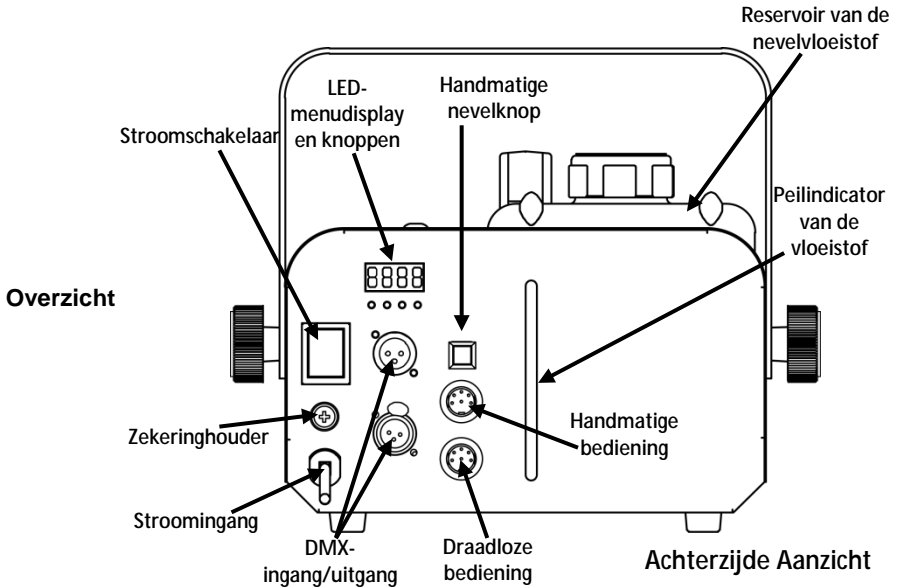 Reservoir van de
nevelvloeistof
LED-
menudisplay
en knoppen
Handmatige
nevelknop
Stroomschakelaar
Peilindicator
van de
vloeistof
8888
Overzicht
Zekeringhouder
Handmatige
bediening
Stroomingang
DMX-
ingang/uitgang
Draadloze
bediening
Achterzijde Aanzicht